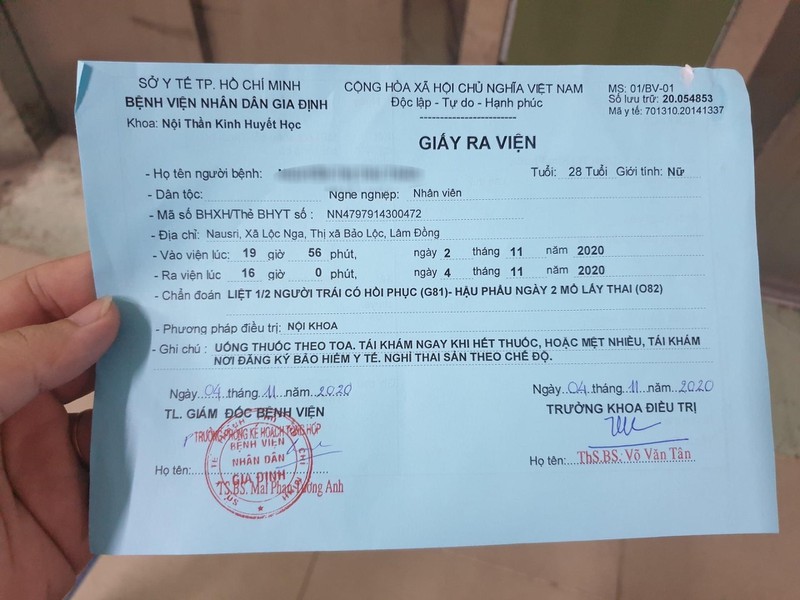 SỞ Y TẾ TP. HỒ CHÍ MINH
BỆNH VIỆN NHÂN DÂN GIA ĐỊNH
Khoa: Nội Thần Kinh Huyết Học
CỘNG HÒA XÃ HỘI CHỦ NGHĨA VIỆT NAM
Độc lập - Tự do - Hạnh phúc
MS: 01/BV-01
Số lưu trữ: 20.054853
Mã y tế: 701310.20141337
GIẤY RA VIỆN
- Họ tên người bệnh: Tuổi: 28 Tuổi Giới tính: Nữ
- Dân tộc: Nghe nghiẹp: Nhân viên
- Mã số BHXH/Thẻ BHYT số : NN4797914300472
- Địa chỉ: Nausri, Xã Lộc Nga, Thị xã Bảo Lộc, Lâm Đồng
- Vào viện lúc: 19 giờ 56 phút, ngày 2 tháng 11 năm 2020
- Ra viện lúc 16 giờ 0 phút, ngày 4 tháng 11 năm 2020
- Chẩn đoán LIỆT 1/2 NGƯỜI TRÁI CÓ HỒI PHỤC (G81)- HẬU PHẪU NGÀY 2 MỔ LẤY THAI (O82)
- Phương pháp điều trị: NỘI KHOA
- Ghi chú : UỐNG THUỐC THEO TOA. TÁI KHÁM NGAY KHI HẾT THUỐC, HOẶC MỆT NHIỀU, TÁI KHÁM
NƠI ĐĂNG KÝ BẢO HIỂM Y TẾ. NGHỈ THAI SẢN THEO CHẾ ĐỘ.
Ngày 04 tháng 11 năm 2020
TL. GIÁM ĐỐC BỆNH VIỆN
TRƯỞNG PHÒNG KẾ HOẠCH TỔNG HỢP
BỆNH VIỆN
NHÂN DÂN
GIA ĐỊNH
Họ tên:
TS.BS. Mai Phan Tường Anh
Ngày 04 tháng 11 năm 2020
TRƯỞNG KHOA ĐIỀU TRỊ
Họ tên: ThS.BS. Võ Văn Tân